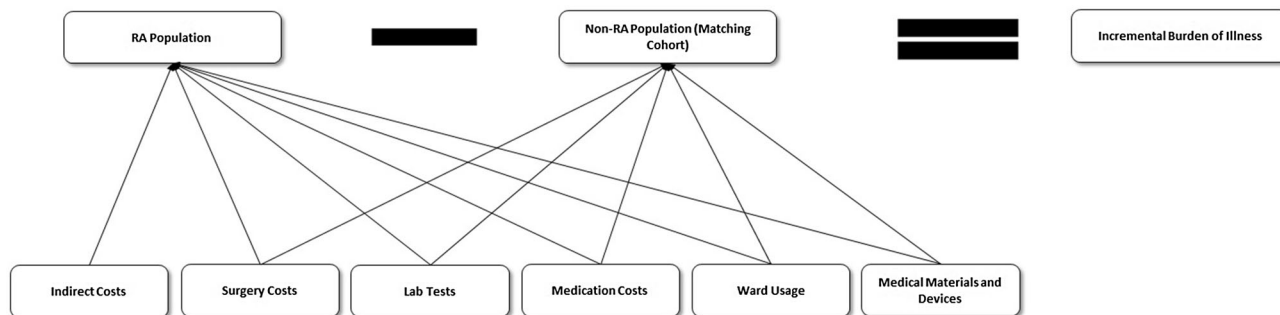 RA Population
Non-RA Population (Matching
Cohort)
Incremental Burden of Illness
Indirect Costs
Surgery Costs
Lab Tests
Medication Costs
Ward Usage
Medical Materials and
Devices